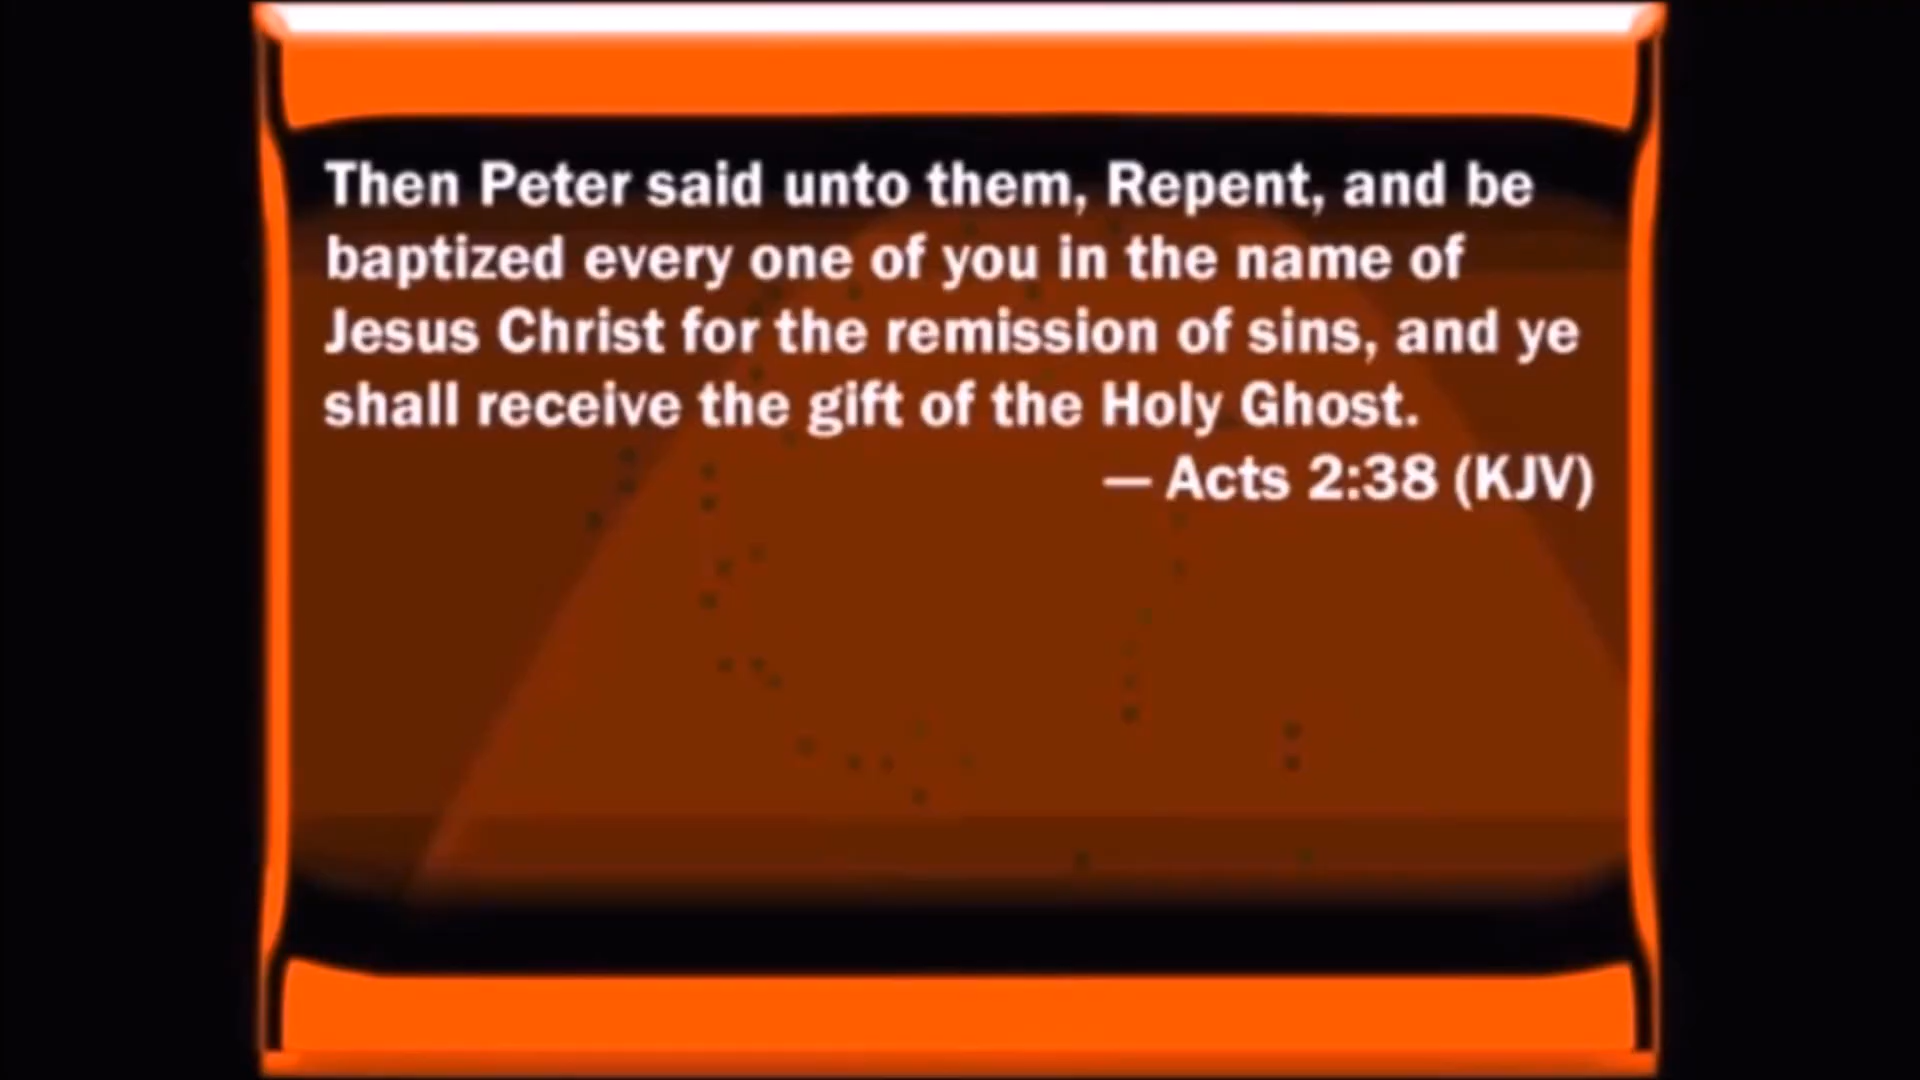 Then Peter said unto them, Repent, and be
baptized every one of you in the name of
Jesus Christ for the remission of sins, and ye
shall receive the gift of the Holy Ghost.
— Acts 2:38 (KJV)